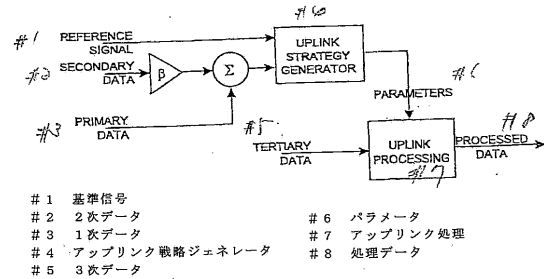 #1 REFERENCE
SIGNAL
#2 SECONDARY
DATA
β
Σ
UPLINK
STRATEGY
GENERATOR
#3 PRIMARY
DATA
PARAMETERS
#5
TERTIARY
DATA
UPLINK
PROCESSING
#7
#8
PROCESSED
DATA
#1 基準信号
#2 2次データ
#3 1次データ
#4 アップリンク戦略ジェネレータ
#5 3次データ
#6 パラメータ
#7 アップリンク処理
#8 処理データ